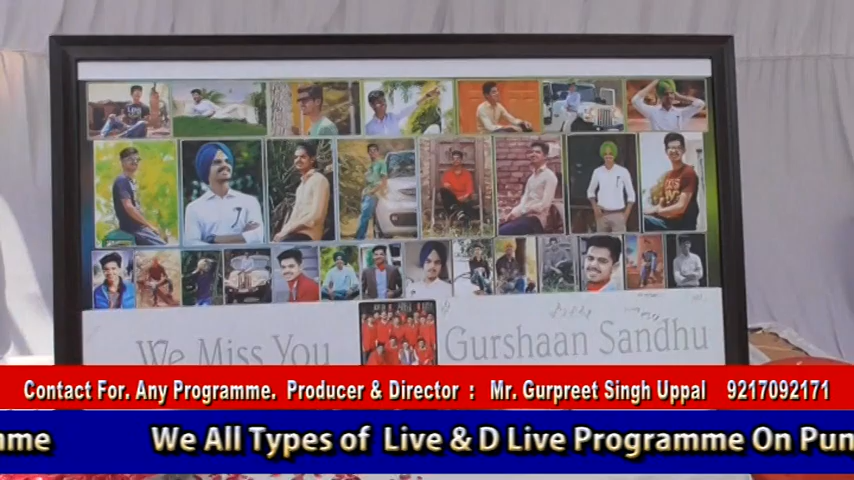 We Miss You Gurshaan Sandhu
Contact For. Any Programme. Producer & Director : Mr. Gurpreet Singh Uppal 9217092171
mme We All Types of Live & D Live Programme On Pun